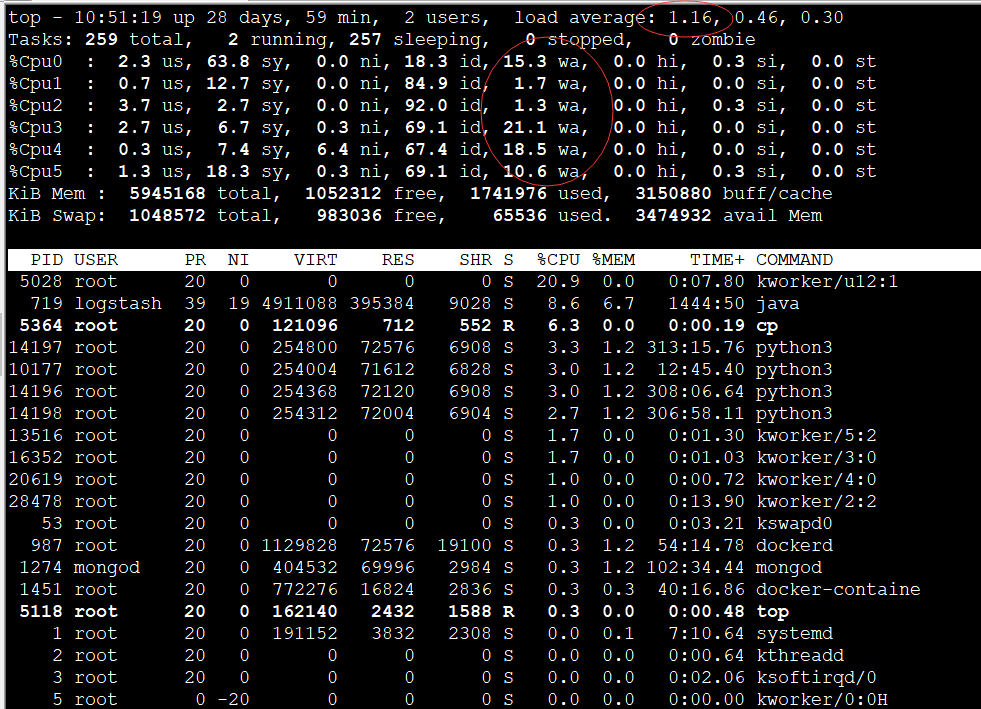 top - 10:51:19 up 28 days, 59 min,  2 users,  load average: 1.16, 0.46, 0.30
Tasks: 259 total,   2 running, 257 sleeping,   0 stopped,   0 zombie
%Cpu0  :  2.3 us, 63.8 sy,  0.0 ni, 18.3 id, 15.3 wa,  0.0 hi,  0.3 si,  0.0 st
%Cpu1  :  0.7 us, 12.7 sy,  0.0 ni, 84.9 id,  1.7 wa,  0.0 hi,  0.0 si,  0.0 st
%Cpu2  :  3.7 us,  2.7 sy,  0.0 ni, 92.0 id,  1.3 wa,  0.0 hi,  0.3 si,  0.0 st
%Cpu3  :  2.7 us,  6.7 sy,  0.3 ni, 69.1 id, 21.1 wa,  0.0 hi,  0.0 si,  0.0 st
%Cpu4  :  0.3 us,  7.4 sy,  6.4 ni, 67.4 id, 18.5 wa,  0.0 hi,  0.0 si,  0.0 st
%Cpu5  :  1.3 us, 18.3 sy,  0.3 ni, 69.1 id, 10.6 wa,  0.0 hi,  0.3 si,  0.0 st
KiB Mem :  5945168 total,  1052312 free,  1741976 used,  3150880 buff/cache
KiB Swap:  1048572 total,   983036 free,    65536 used.  3474932 avail Mem
PID USER      PR  NI    VIRT    RES    SHR S  %CPU %MEM     TIME+ COMMAND
5028 root      20   0       0      0      0 S  20.9  0.0   0:07.80 kworker/u12:1
719 logstash  39  19 4911088 395384   9028 S   8.6  6.7   1444:50 java
5364 root      20   0  121096    712    552 R   6.3  0.0   0:00.19 cp
14197 root      20   0  254800  72576   6908 S   3.3  1.2 313:15.76 python3
10177 root      20   0  254004  71612   6828 S   3.0  1.2  12:45.40 python3
14196 root      20   0  254368  72120   6908 S   3.0  1.2 308:06.64 python3
14198 root      20   0  254312  72004   6904 S   2.7  1.2 306:58.11 python3
13516 root      20   0       0      0      0 S   1.7  0.0   0:01.30 kworker/5:2
16352 root      20   0       0      0      0 S   1.7  0.0   0:01.03 kworker/3:0
20619 root      20   0       0      0      0 S   1.0  0.0   0:00.72 kworker/4:0
28478 root      20   0       0      0      0 S   1.0  0.0   0:13.90 kworker/2:2
53 root      20   0       0      0      0 S   0.3  0.0   0:03.21 kswapd0
987 root      20   0 1129828  72576  19100 S   0.3  1.2  54:14.78 dockerd
1274 mongod    20   0  404532  69996   2984 S   0.3  1.2 102:34.44 mongod
1451 root      20   0  772276  16824   2836 S   0.3  0.3  40:16.86 docker-containe
5118 root      20   0  162140   2432   1588 R   0.3  0.0   0:00.48 top
1 root      20   0  191152   3832   2308 S   0.0  0.1   7:10.64 systemd
2 root      20   0       0      0      0 S   0.0  0.0   0:00.64 kthreadd
3 root      20   0       0      0      0 S   0.0  0.0   0:02.06 ksoftirqd/0
5 root       0 -20       0      0      0 S   0.0  0.0   0:00.00 kworker/0:0H